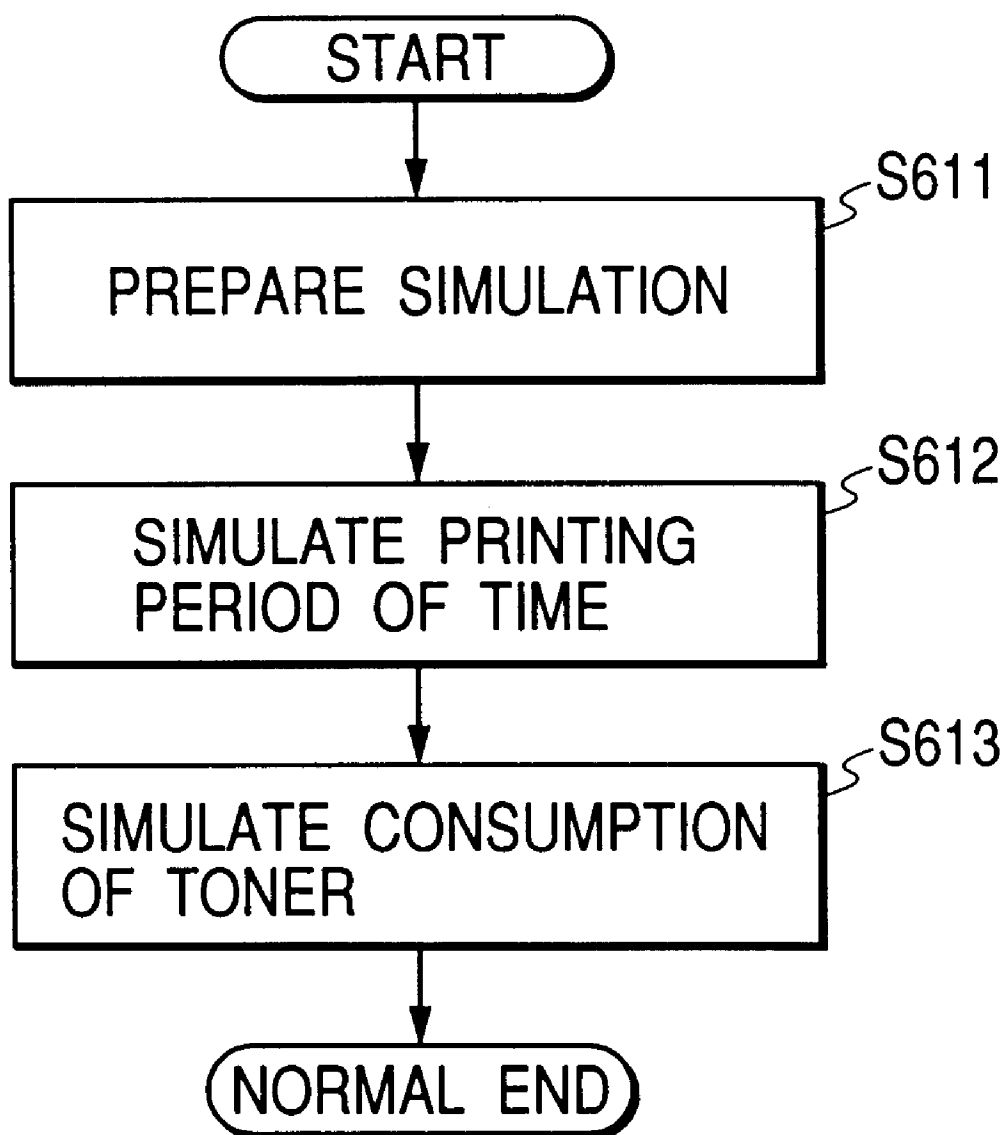 START
S611
PREPARE SIMULATION
S612
SIMULATE PRINTING
PERIOD OF TIME
S613
SIMULATE CONSUMPTION
OF TONER
NORMAL END